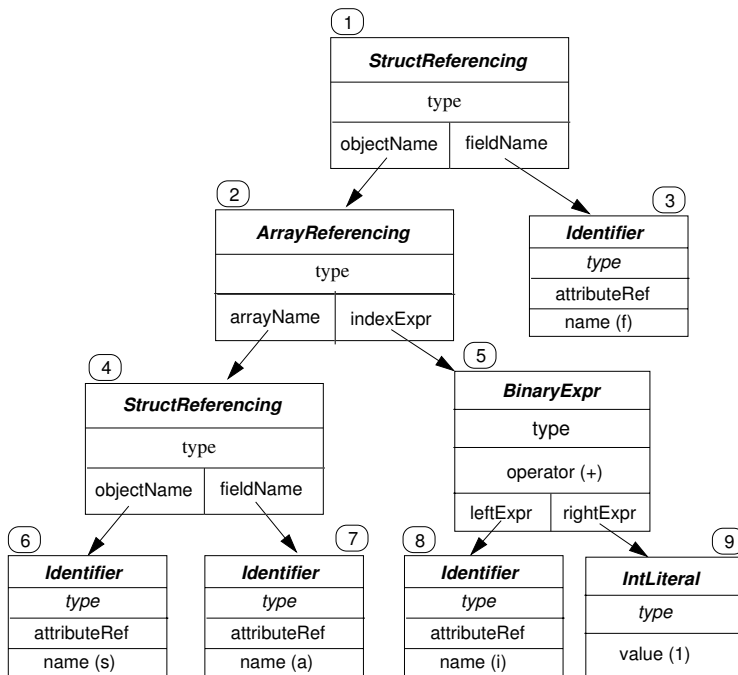 1
StructReferencing
type
objectName fieldName
2
ArrayReferencing
type
arrayName indexExpr
3
Identifier
type
attributeRef
name (f)
4
StructReferencing
type
objectName fieldName
5
BinaryExpr
type
operator (+)
leftExpr rightExpr
6
Identifier
type
attributeRef
name (s)
7
Identifier
type
attributeRef
name (a)
8
Identifier
type
attributeRef
name (i)
9
IntLiteral
type
value (1)